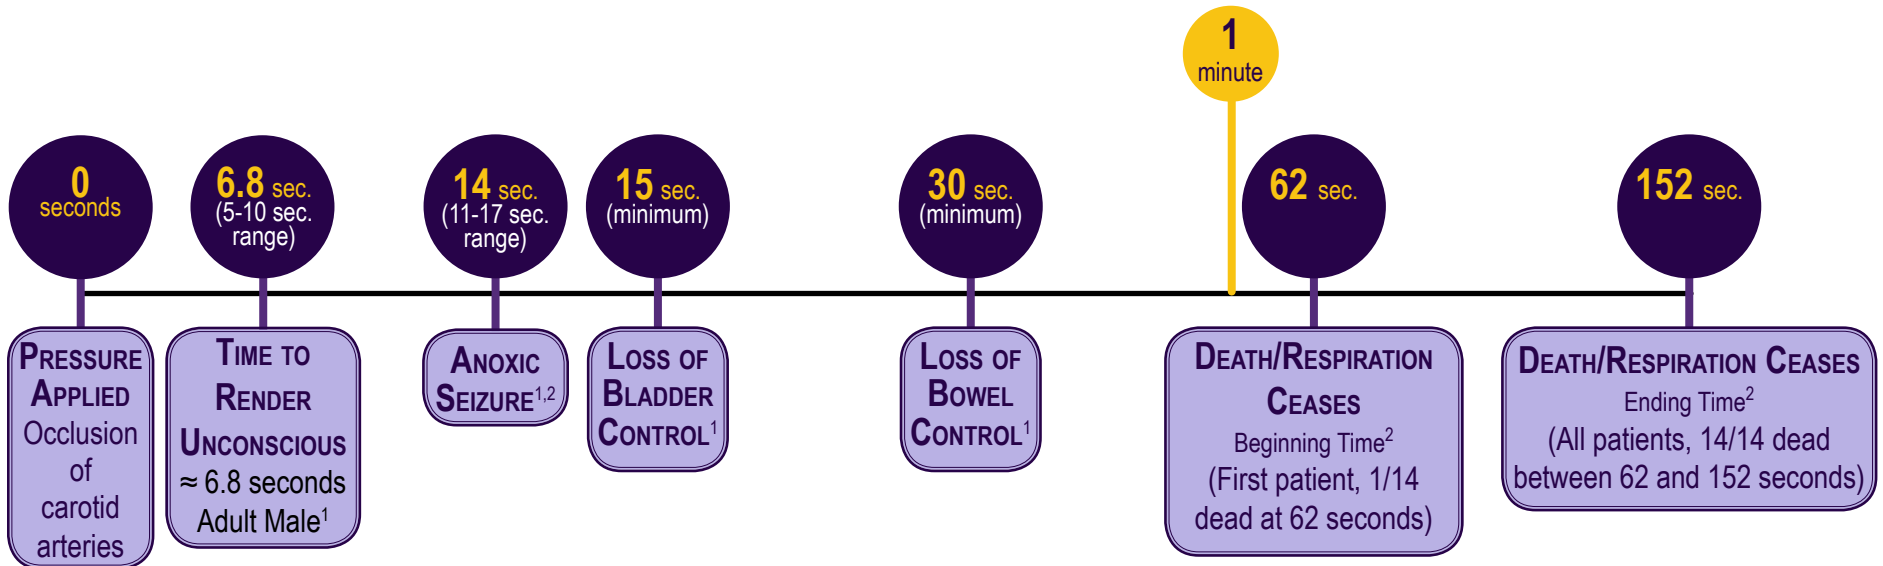 1
minute
0
seconds
6.8 sec.
(5-10 sec.
range)
14 sec.
(11-17 sec.
range)
15 sec.
(minimum)
30 sec.
(minimum)
62 sec.
152 sec.
PRESSURE
APPLIED
Occlusion
of
carotid
arteries
TIME TO
RENDER
UNCONSCIOUS
≈ 6.8 seconds
Adult Male¹
ANOXIC
SEIZURE¹,²
LOSS OF
BLADDER
CONTROL¹
LOSS OF
BOWEL
CONTROL¹
DEATH/RESPIRATION
CEASES
Beginning Time²
(First patient, 1/14
dead at 62 seconds)
DEATH/RESPIRATION CEASES
Ending Time²
(All patients, 14/14 dead
between 62 and 152 seconds)